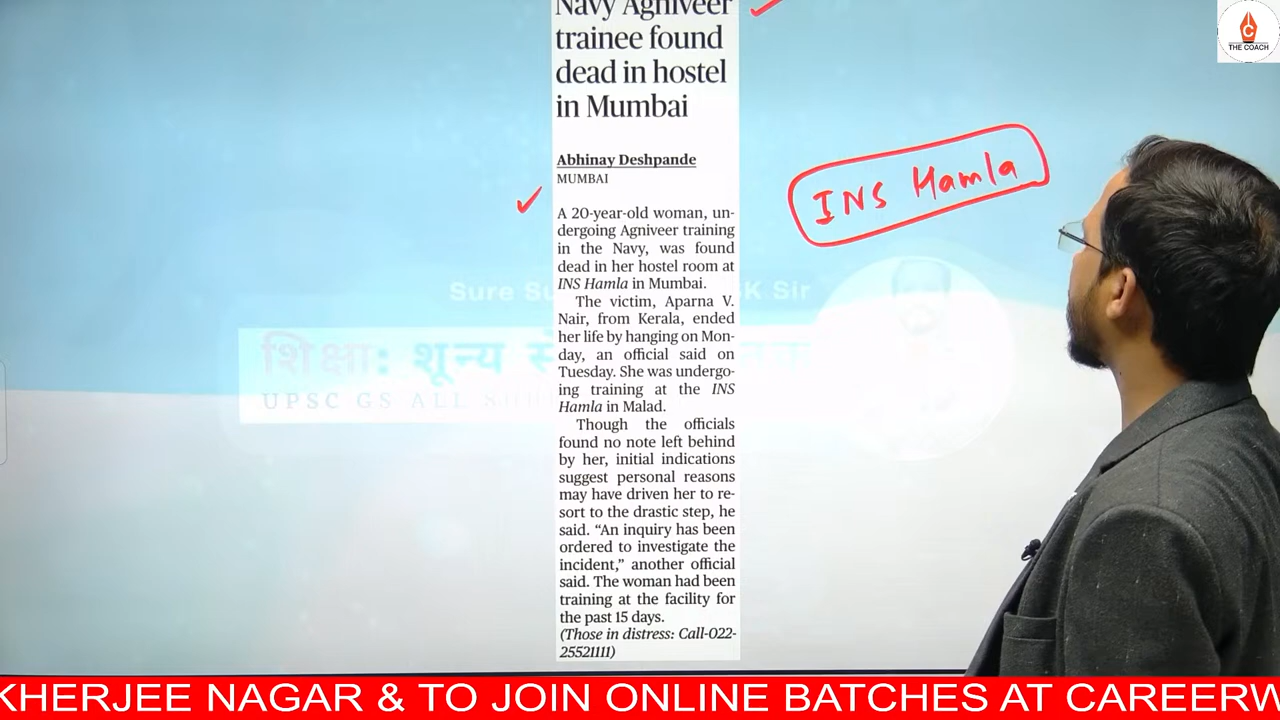 Navy Agniveer
trainee found
dead in hostel
in Mumbai
THE COACH
Abhinay Deshpande
MUMBAI
INS Hamla
A 20-year-old woman, un-
dergoing Agniveer training
in the Navy, was found
dead in her hostel room at
INS Hamla in Mumbai.
The victim, Aparna V.
Nair, from Kerala, ended
her life by hanging on Mon-
day, an official said on
Tuesday. She was undergo-
ing training at the INS
Hamla in Malad.
Though the officials
found no note left behind
by her, initial indications
suggest personal reasons
may have driven her to re-
sort to the drastic step, he
said. “An inquiry has been
ordered to investigate the
incident,” another official
said. The woman had been
training at the facility for
the past 15 days.
(Those in distress: Call-022-
25521111)
Sure
K Sir
शिक्षा: शून्य
UPSC GS ALL
KHERJEE NAGAR & TO JOIN ONLINE BATCHES AT CAREERW